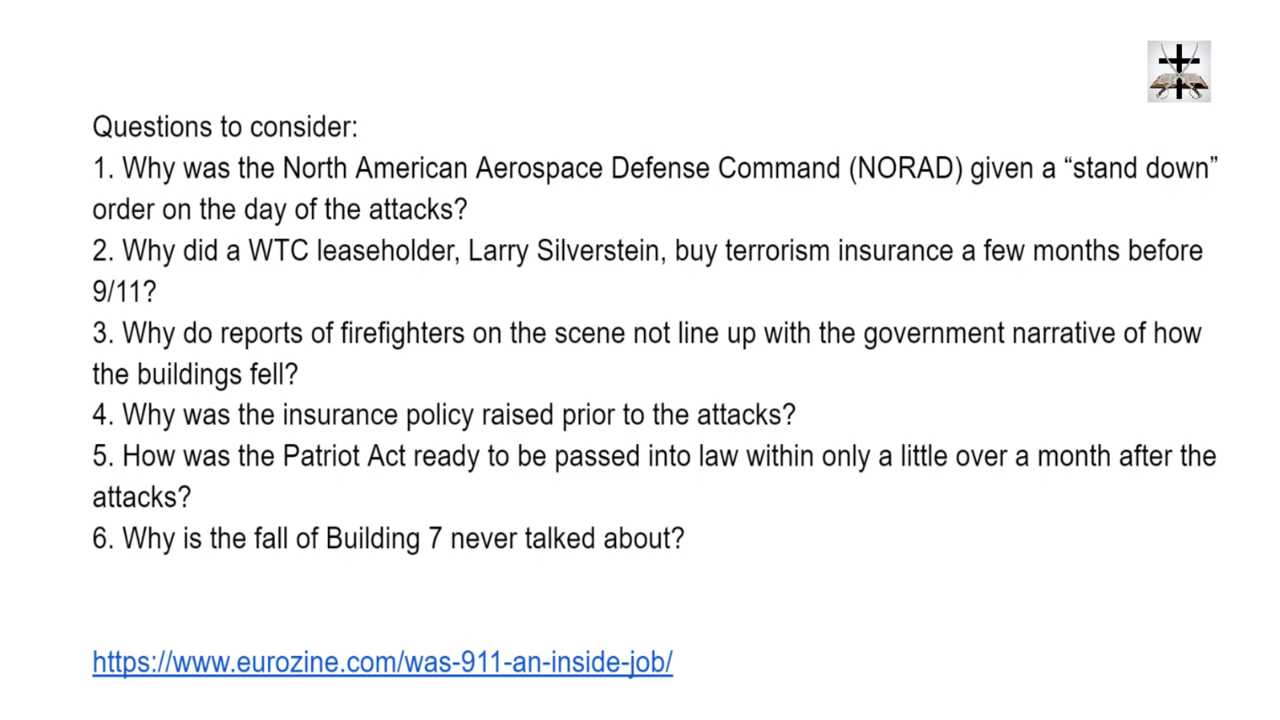 Questions to consider:
1. Why was the North American Aerospace Defense Command (NORAD) given a “stand down”
order on the day of the attacks?
2. Why did a WTC leaseholder, Larry Silverstein, buy terrorism insurance a few months before
9/11?
3. Why do reports of firefighters on the scene not line up with the government narrative of how
the buildings fell?
4. Why was the insurance policy raised prior to the attacks?
5. How was the Patriot Act ready to be passed into law within only a little over a month after the
attacks?
6. Why is the fall of Building 7 never talked about?
https://www.eurozine.com/was-911-an-inside-job/